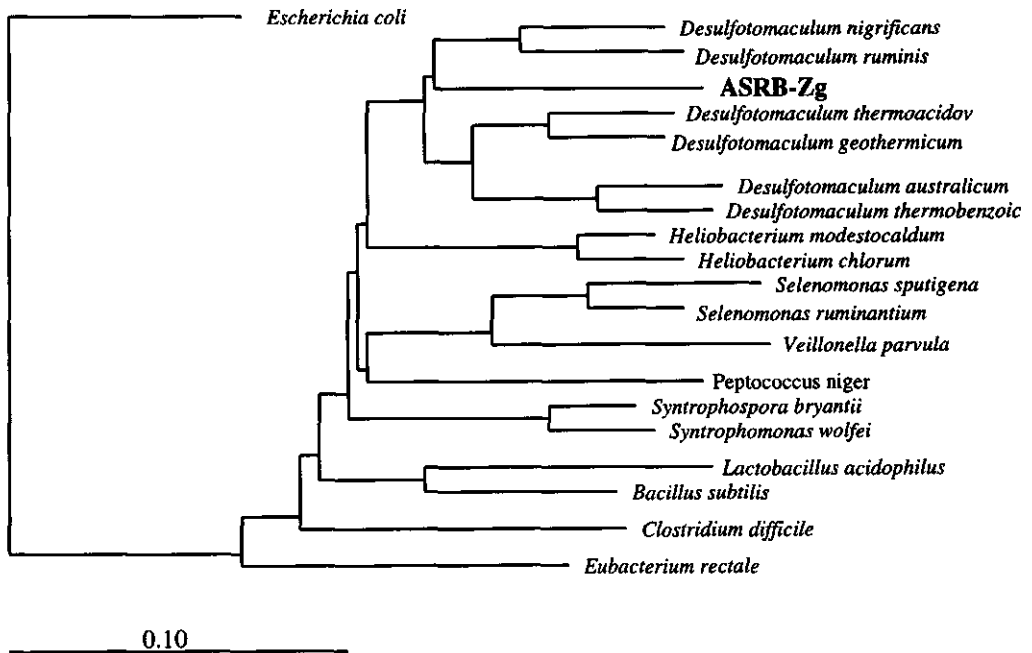 Escherichia coli
Desulfotomaculum nigrificans
Desulfotomaculum ruminis
ASRB-Zg
Desulfotomaculum thermoacidov
Desulfotomaculum geothermicum
Desulfotomaculum australicum
Desulfotomaculum thermobenzoic
Heliobacterium modestocaldum
Heliobacterium chlorum
Selenomonas sputigena
Selenomonas ruminantium
Veillonella parvula
Peptococcus niger
Syntrophospora bryantii
Syntrophomonas wolfei
Lactobacillus acidophilus
Bacillus subtilis
Clostridium difficile
Eubacterium rectale
0.10